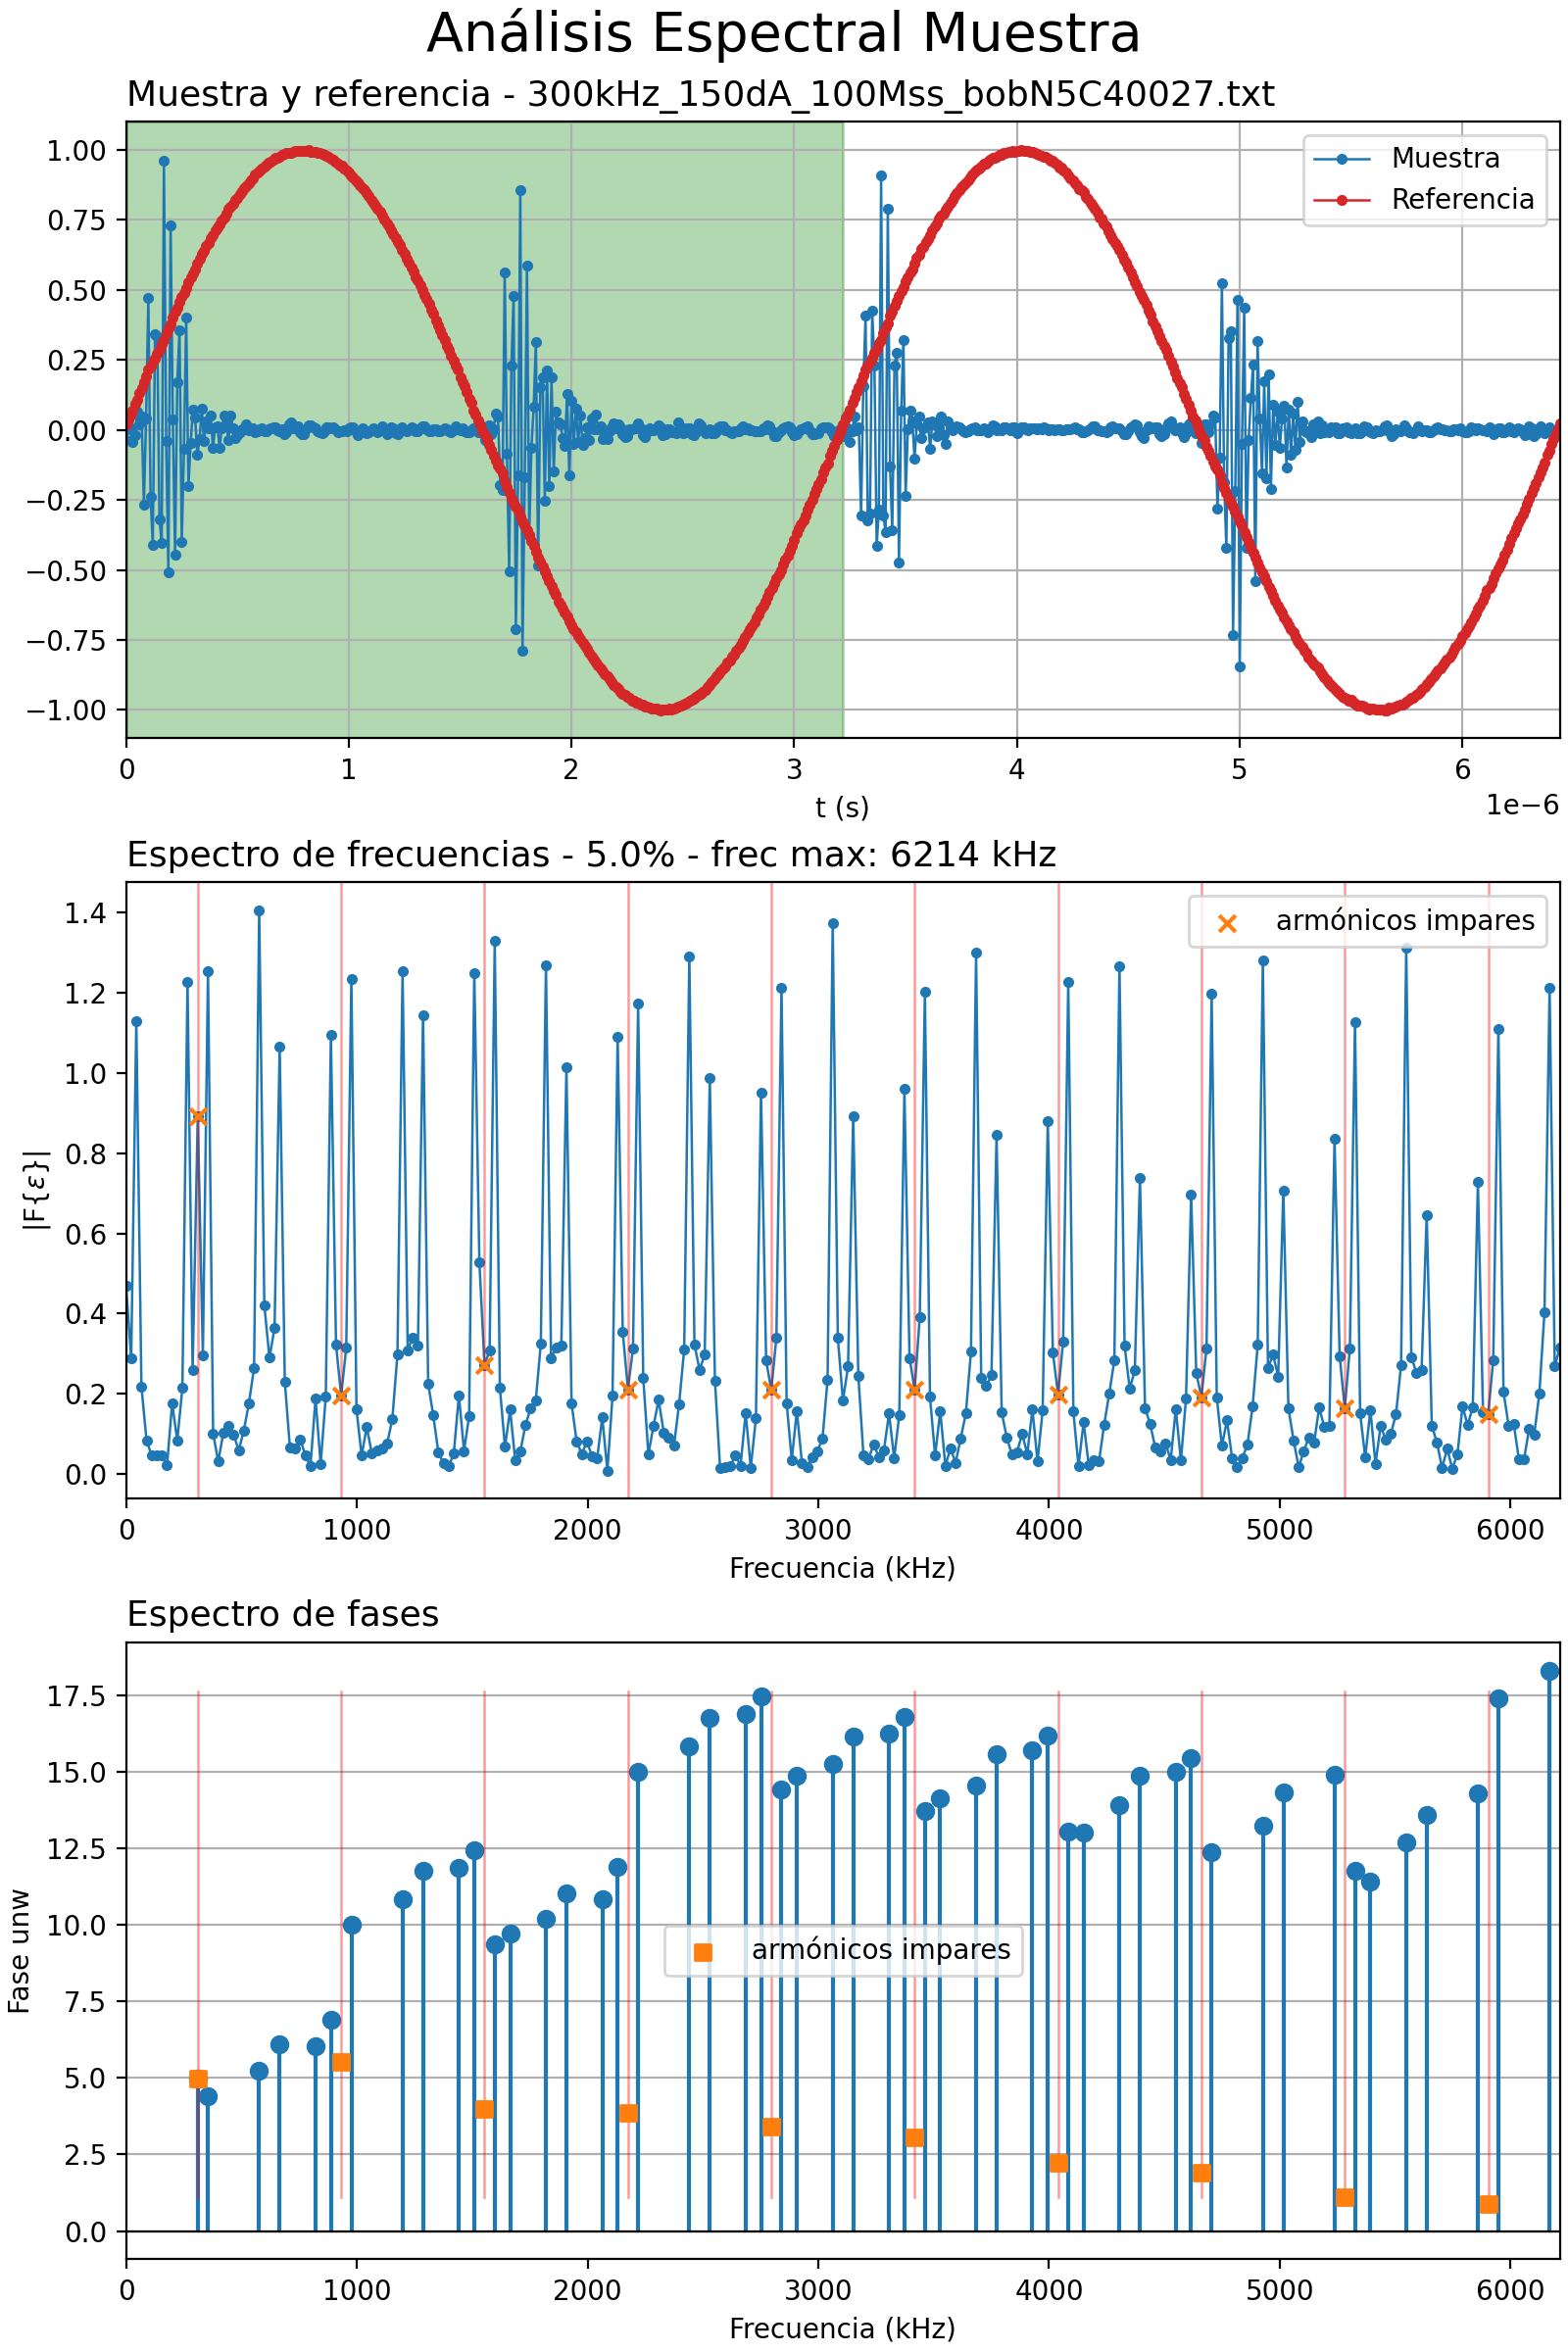 Análisis Espectral Muestra
Muestra y referencia - 300kHz_150dA_100Mss_bobN5C40027.txt
1.00
0.75
0.50
0.25
0.00
−0.25
−0.50
−0.75
−1.00
Muestra
Referencia
0 1 2 3 4 5 6
1e−6
t (s)
Espectro de frecuencias - 5.0% - frec max: 6214 kHz
1.4
1.2
1.0
0.8
0.6
0.4
0.2
0.0
|F{ε}|
armónicos impares
0 1000 2000 3000 4000 5000 6000
Frecuencia (kHz)
Espectro de fases
17.5
15.0
12.5
10.0
7.5
5.0
2.5
0.0
Fase unw
armónicos impares
0 1000 2000 3000 4000 5000 6000
Frecuencia (kHz)